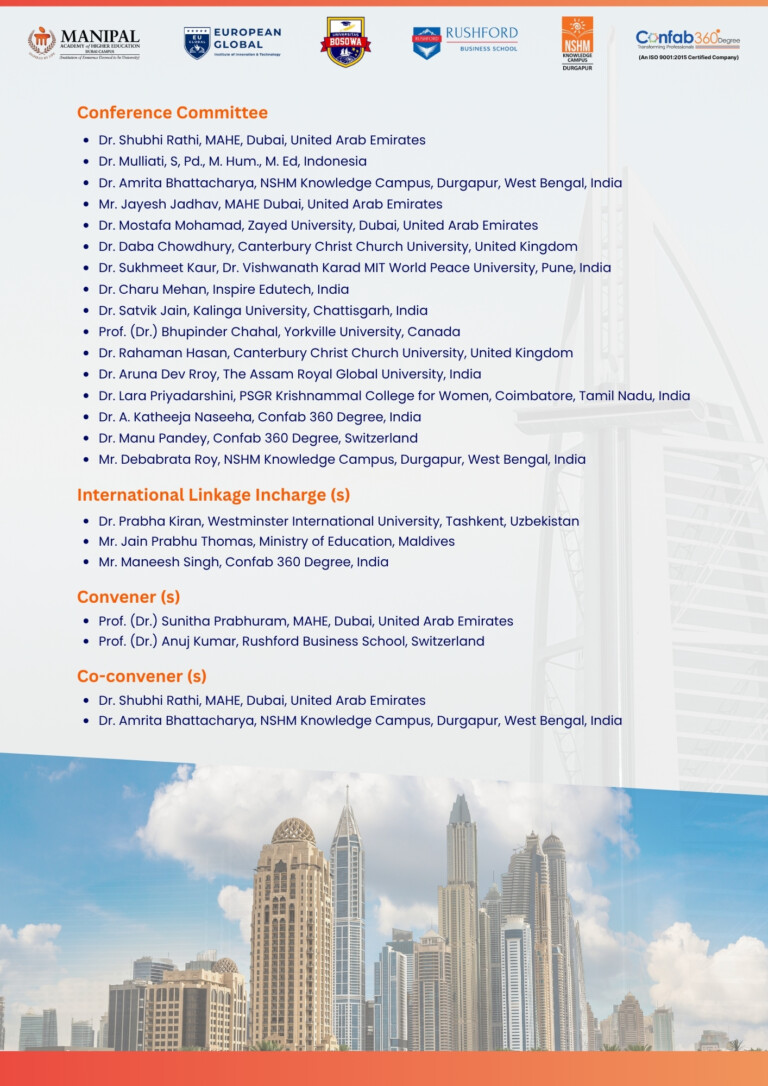 MANIPAL
ACADEMY of HIGHER EDUCATION
DUBAI CAMPUS
EU
GLOBAL
EUROPEAN
GLOBAL
Institute of Innovation & Technology
UNIVERSITAS
BOSOWA
RUSHFORD
RUSHFORD
BUSINESS SCHOOL
NSHM
KNOWLEDGE
CAMPUS
DURGAPUR
Confab360Degree
Transforming Professionals
(An ISO 9001:2015 Certified Company)
Conference Committee
• Dr. Shubhi Rathi, MAHE, Dubai, United Arab Emirates
• Dr. Mulliati, S, Pd., M. Hum., M. Ed, Indonesia
• Dr. Amrita Bhattacharya, NSHM Knowledge Campus, Durgapur, West Bengal, India
• Mr. Jayesh Jadhav, MAHE Dubai, United Arab Emirates
• Dr. Mostafa Mohamad, Zayed University, Dubai, United Arab Emirates
• Dr. Daba Chowdhury, Canterbury Christ Church University, United Kingdom
• Dr. Sukhmeet Kaur, Dr. Vishwanath Karad MIT World Peace University, Pune, India
• Dr. Charu Mehan, Inspire Edutech, India
• Dr. Satvik Jain, Kalinga University, Chattisgarh, India
• Prof. (Dr.) Bhupinder Chahal, Yorkville University, Canada
• Dr. Rahaman Hasan, Canterbury Christ Church University, United Kingdom
• Dr. Aruna Dev Rroy, The Assam Royal Global University, India
• Dr. Lara Priyadarshini, PSGR Krishnammal College for Women, Coimbatore, Tamil Nadu, India
• Dr. A. Katheeja Naseeha, Confab 360 Degree, India
• Dr. Manu Pandey, Confab 360 Degree, Switzerland
• Mr. Debabrata Roy, NSHM Knowledge Campus, Durgapur, West Bengal, India
International Linkage Incharge (s)
• Dr. Prabha Kiran, Westminster International University, Tashkent, Uzbekistan
• Mr. Jain Prabhu Thomas, Ministry of Education, Maldives
• Mr. Maneesh Singh, Confab 360 Degree, India
Convener (s)
• Prof. (Dr.) Sunitha Prabhuram, MAHE, Dubai, United Arab Emirates
• Prof. (Dr.) Anuj Kumar, Rushford Business School, Switzerland
Co-convener (s)
• Dr. Shubhi Rathi, MAHE, Dubai, United Arab Emirates
• Dr. Amrita Bhattacharya, NSHM Knowledge Campus, Durgapur, West Bengal, India